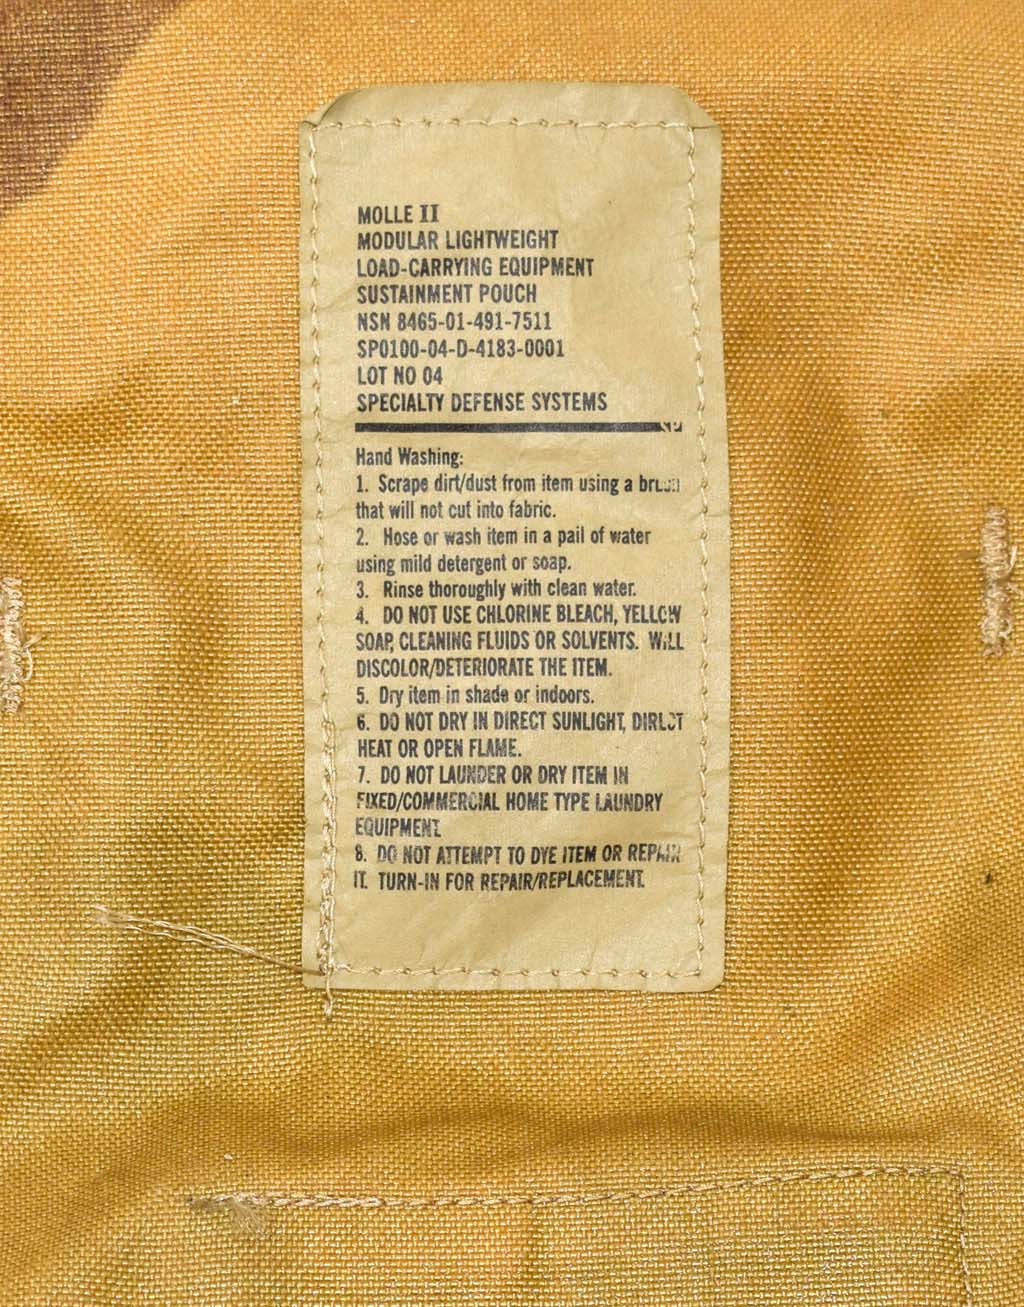 MOLLE II
MODULAR LIGHTWEIGHT
LOAD-CARRYING EQUIPMENT
SUSTAINMENT POUCH
NSN 8465-01-491-7511
SP0100-04-D-4183-0001
LOT NO 04
SPECIALTY DEFENSE SYSTEMS
Hand Washing:
1. Scrape dirt/dust from item using a brush
that will not cut into fabric.
2. Hose or wash item in a pail of water
using mild detergent or soap.
3. Rinse thoroughly with clean water.
4. DO NOT USE CHLORINE BLEACH, YELLOW
SOAP, CLEANING FLUIDS OR SOLVENTS. WILL
DISCOLOR/DETERIORATE THE ITEM.
5. Dry item in shade or indoors.
6. DO NOT DRY IN DIRECT SUNLIGHT, DIRECT
HEAT OR OPEN FLAME.
7. DO NOT LAUNDER OR DRY ITEM IN
FIXED/COMMERCIAL HOME TYPE LAUNDRY
EQUIPMENT.
8. DO NOT ATTEMPT TO DYE ITEM OR REPAIR
IT. TURN-IN FOR REPAIR/REPLACEMENT.